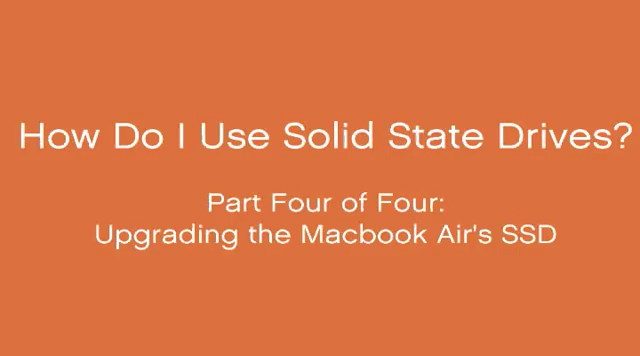 How Do I Use Solid State Drives?
Part Four of Four:
Upgrading the Macbook Air's SSD